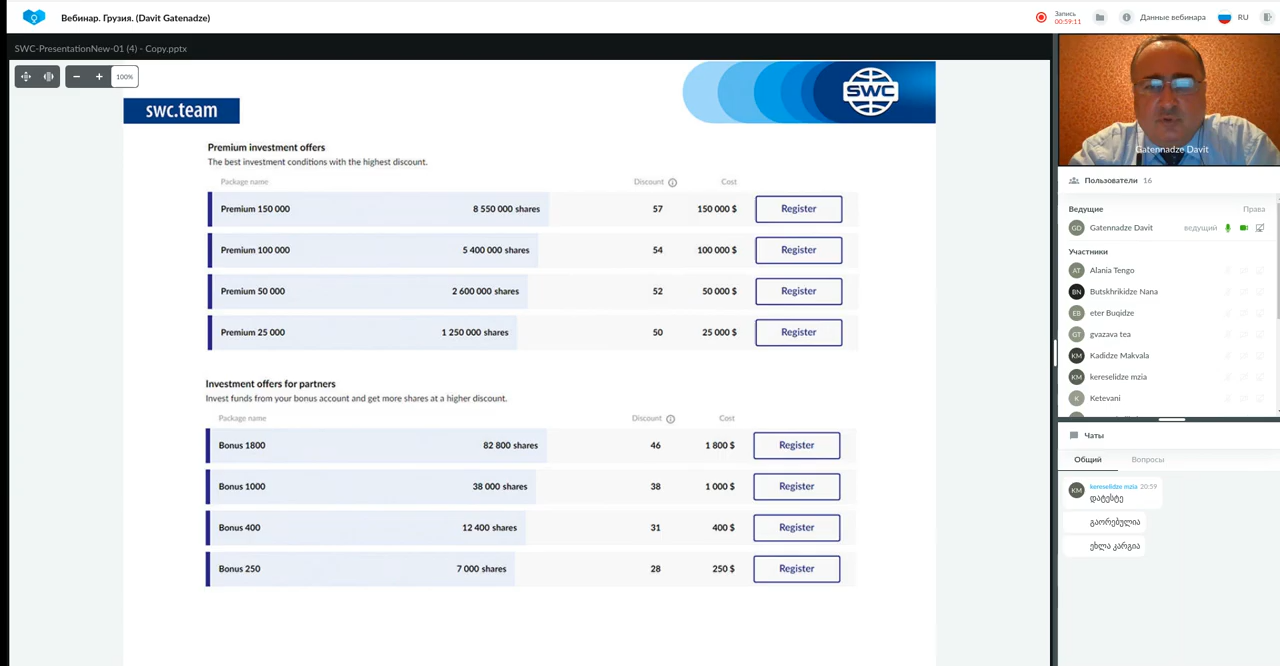 Вебинар. Грузия. (Davit Gatenadze)
Запись
00:59:11
Данные вебинара
RU
SWC-PresentationNew-01 (4) - Copy.pptx
100%
swc.team
SWC
Premium investment offers
The best investment conditions with the highest discount.
Package name Discount Cost
Premium 150 000 8 550 000 shares 57 150 000 $ Register
Premium 100 000 5 400 000 shares 54 100 000 $ Register
Premium 50 000 2 600 000 shares 52 50 000 $ Register
Premium 25 000 1 250 000 shares 50 25 000 $ Register
Investment offers for partners
Invest funds from your bonus account and get more shares at a higher discount.
Package name Discount Cost
Bonus 1800 82 800 shares 46 1 800 $ Register
Bonus 1000 38 000 shares 38 1 000 $ Register
Bonus 400 12 400 shares 31 400 $ Register
Bonus 250 7 000 shares 28 250 $ Register
Gatennadze Davit
Пользователи 16
Ведущие Права
GD Gatennadze Davit ведущий
Участники
AT Alania Tengo
BN Butskhrikidze Nana
EB eter Buqidze
GT gvazava tea
KM Kadidze Makvala
KM kereselidze mzia
K Ketevani
Чаты
Общий Вопросы
KM kereselidze mzia 20:59
დატესტე
გაორებულია
ეხლა კარგია